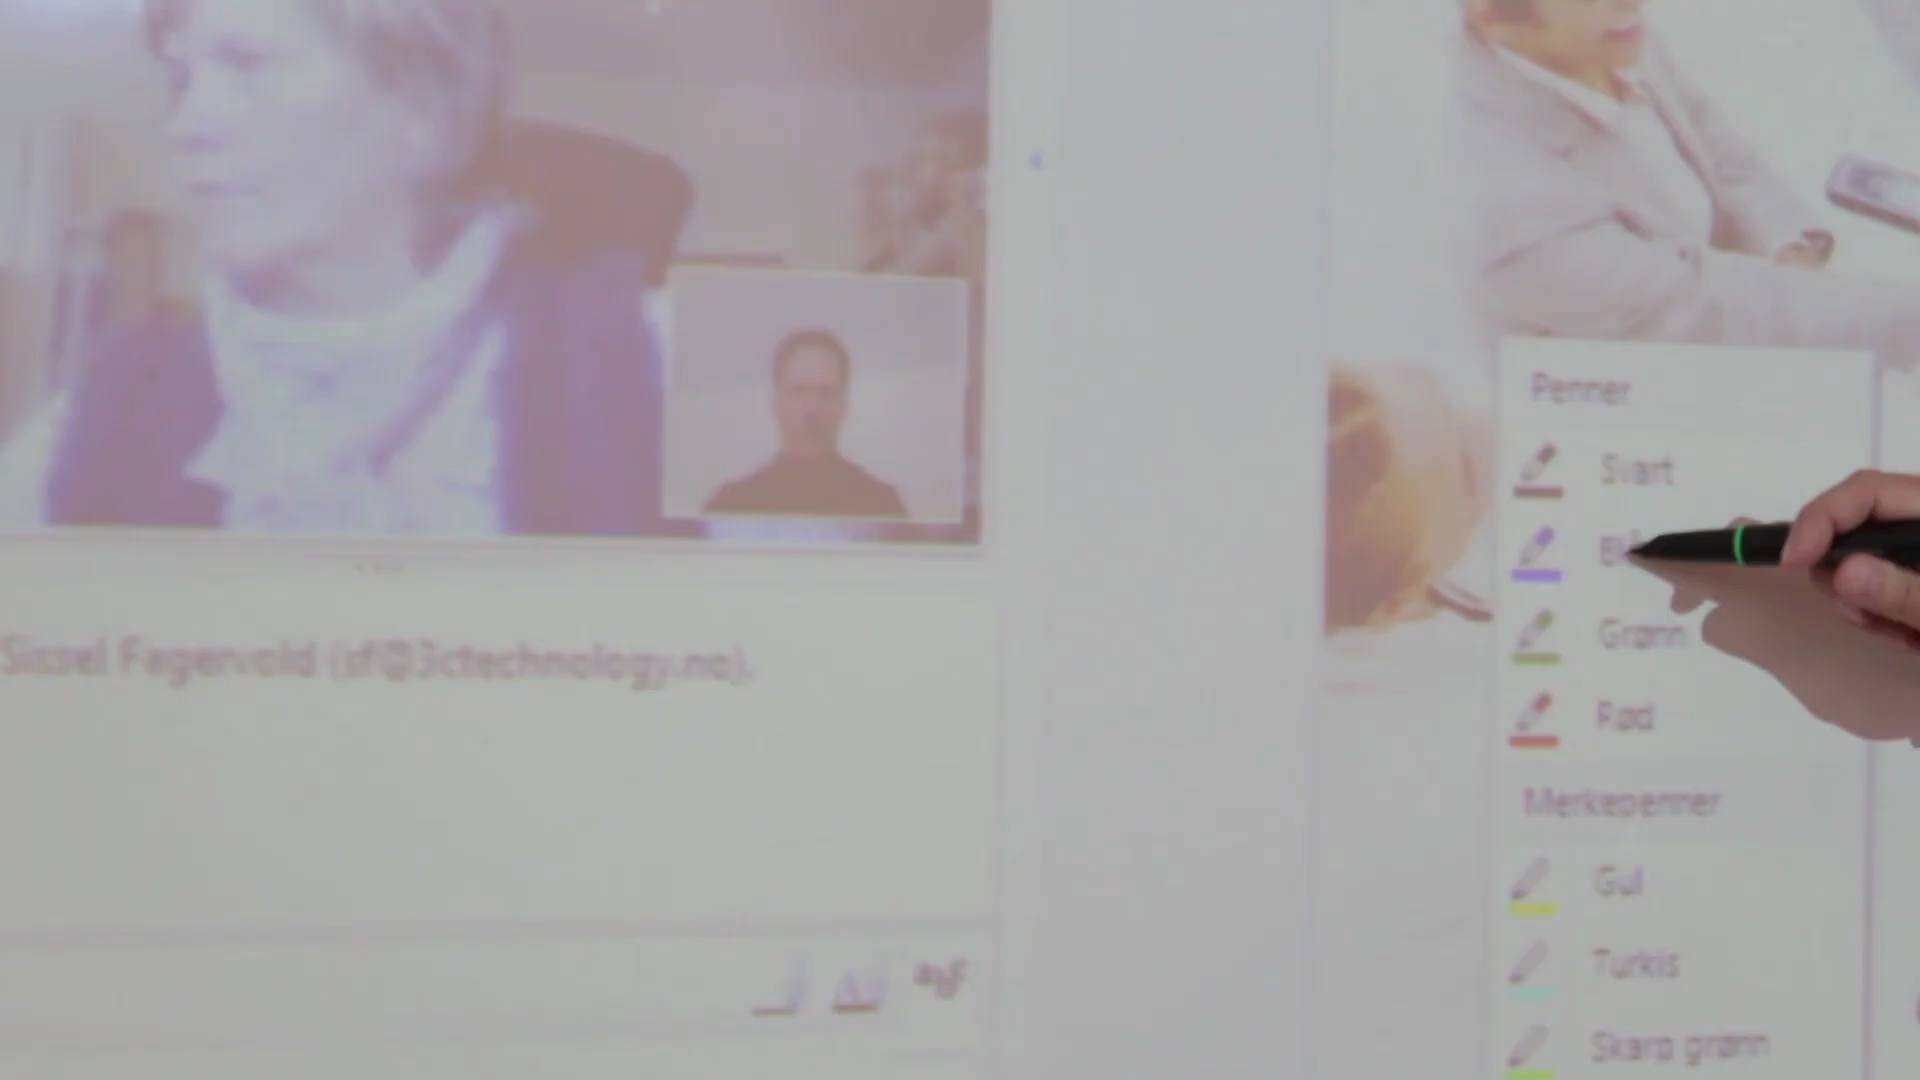 Sissel Fagervold (sf@3ctechnology.no).
Penner
Svart
Grønn
Rød
Merkepenner
Gul
Turkis
Skarp grønn